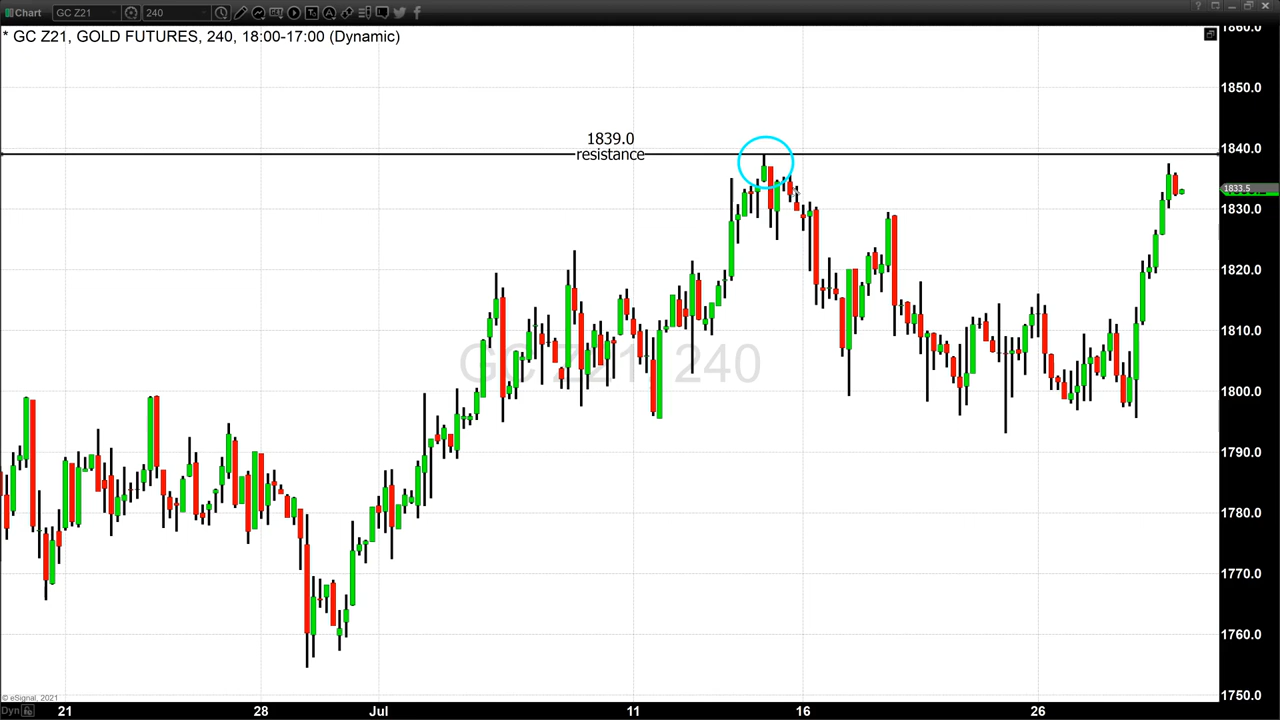 Chart
GC Z21
240
* GC Z21, GOLD FUTURES, 240, 18:00-17:00 (Dynamic)
1860.0
1850.0
1839.0
resistance
1840.0
1833.5
1830.0
1820.0
1810.0
GC Z21, 240
1800.0
1790.0
1780.0
1770.0
1760.0
1750.0
© eSignal, 2021
Dyn
21
28
Jul
11
16
26